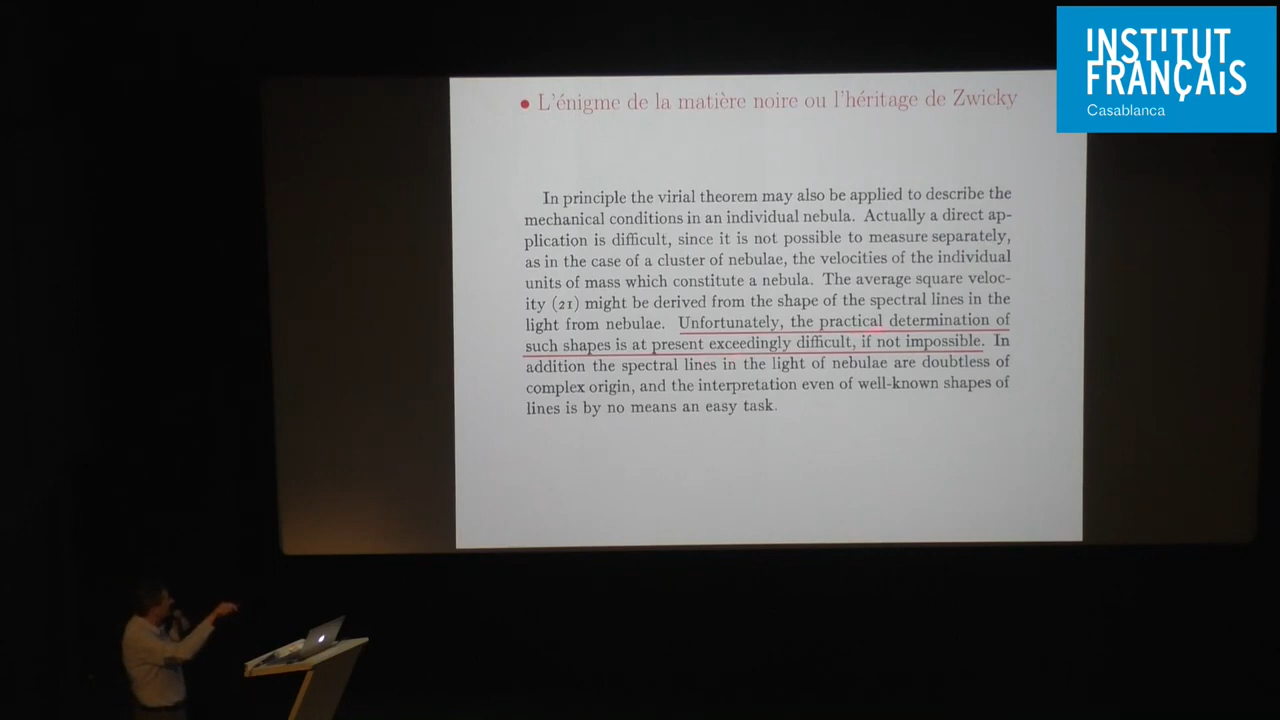 INSTITUT
FRANÇAIS
Casablanca
• L'énigme de la matière noire ou l'héritage de Zwicky
In principle the virial theorem may also be applied to describe the
mechanical conditions in an individual nebula. Actually a direct ap-
plication is difficult, since it is not possible to measure separately,
as in the case of a cluster of nebulae, the velocities of the individual
units of mass which constitute a nebula. The average square veloc-
ity (21) might be derived from the shape of the spectral lines in the
light from nebulae. Unfortunately, the practical determination of
such shapes is at present exceedingly difficult, if not impossible. In
addition the spectral lines in the light of nebulae are doubtless of
complex origin, and the interpretation even of well-known shapes of
lines is by no means an easy task.